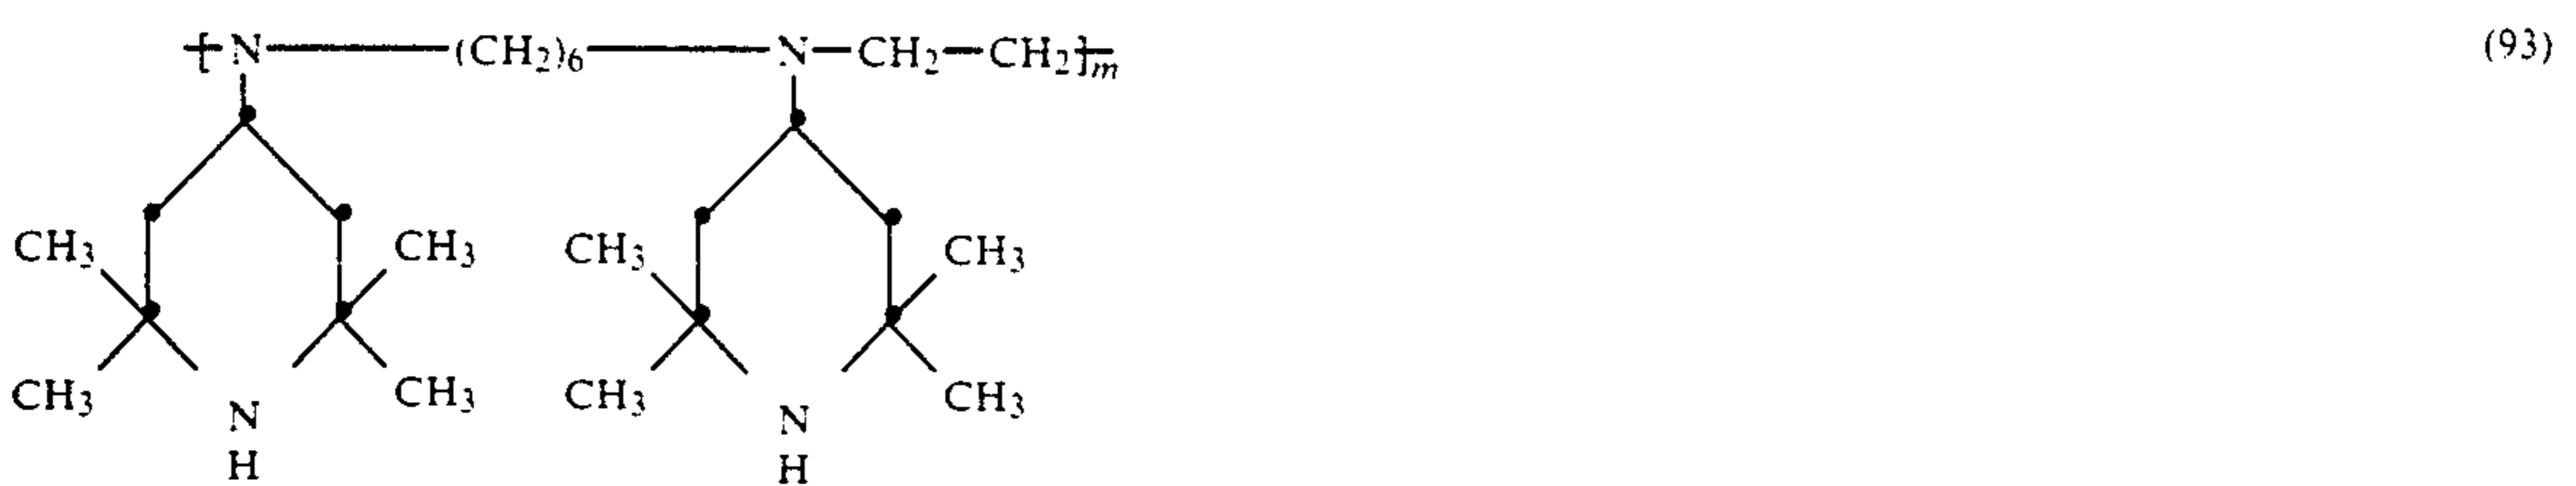 -[-N-(CH2)6-N-CH2-CH2-]-m (93)
CH3 CH3 CH3 CH3
CH3 CH3 CH3 CH3
N N
H H